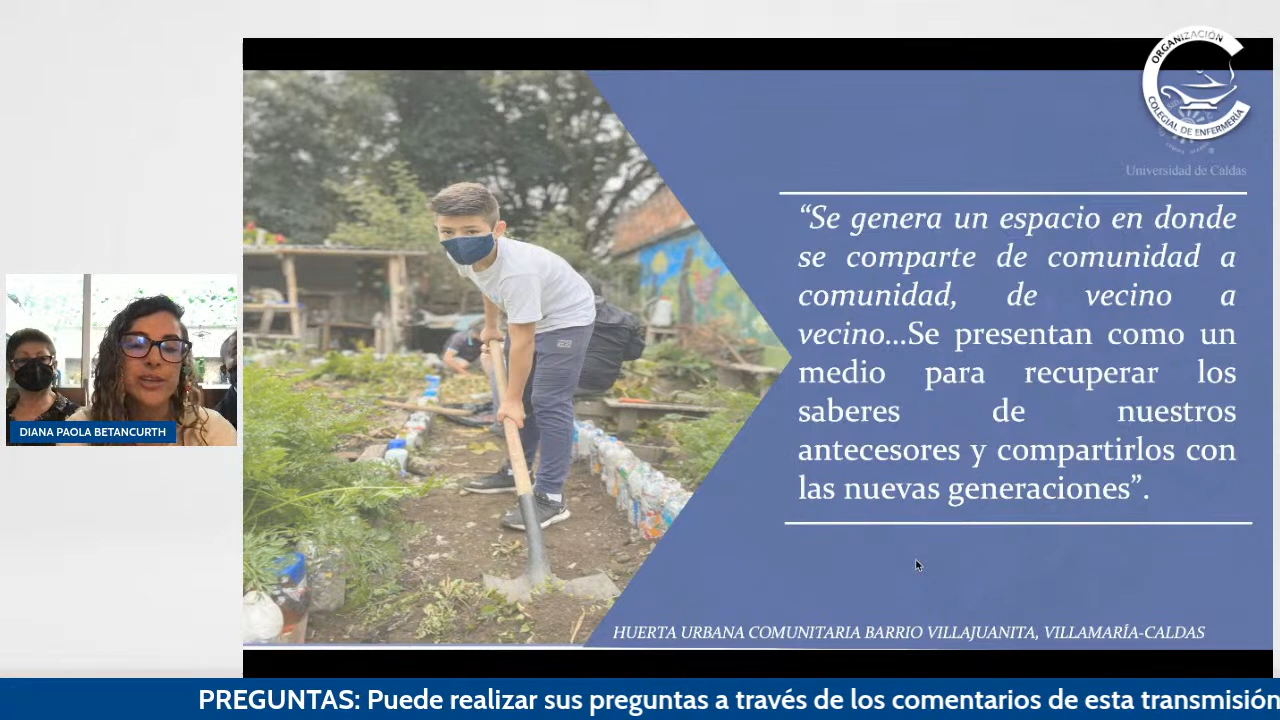 ORGANIZACIÓN
COLEGIAL DE ENFERMERÍA
Universidad de Caldas
“Se genera un espacio en donde
se comparte de comunidad a
comunidad, de vecino a
vecino...Se presentan como un
medio para recuperar los
saberes de nuestros
antecesores y compartirlos con
las nuevas generaciones”.
DIANA PAOLA BETANCURTH
HUERTA URBANA COMUNITARIA BARRIO VILLAJUANITA, VILLAMARÍA-CALDAS
PREGUNTAS: Puede realizar sus preguntas a través de los comentarios de esta transmisión